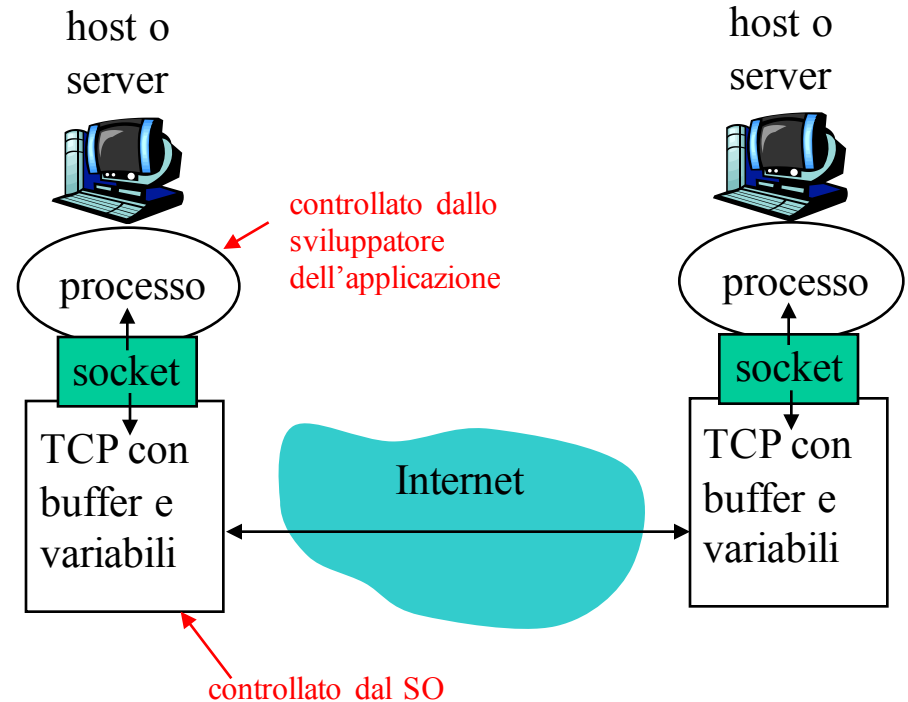 host o
server
host o
server
controllato dallo
sviluppatore
dell’applicazione
processo
processo
socket
socket
TCP con
buffer e
variabili
Internet
TCP con
buffer e
variabili
controllato dal SO